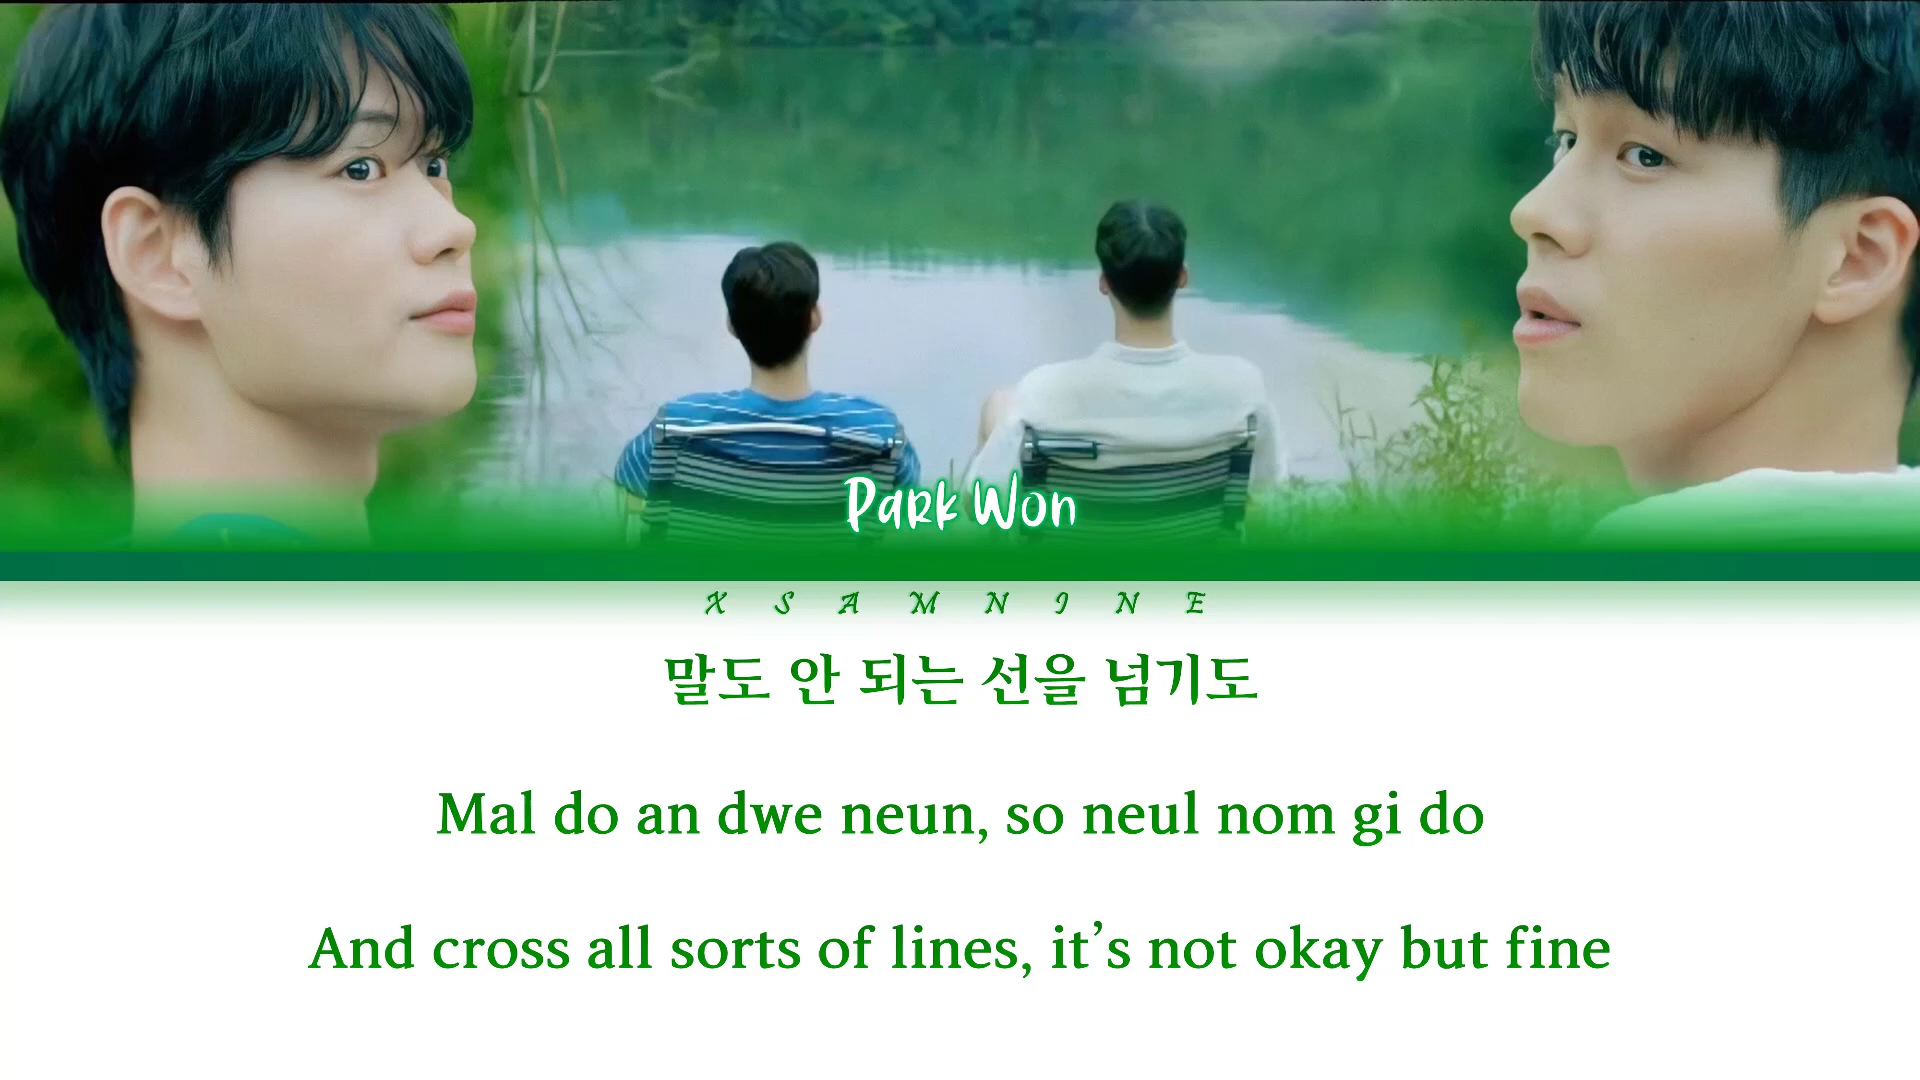 Park Won
X S A M N I N E
말도 안 되는 선을 넘기도
Mal do an dwe neun, so neul nom gi do
And cross all sorts of lines, it’s not okay but fine